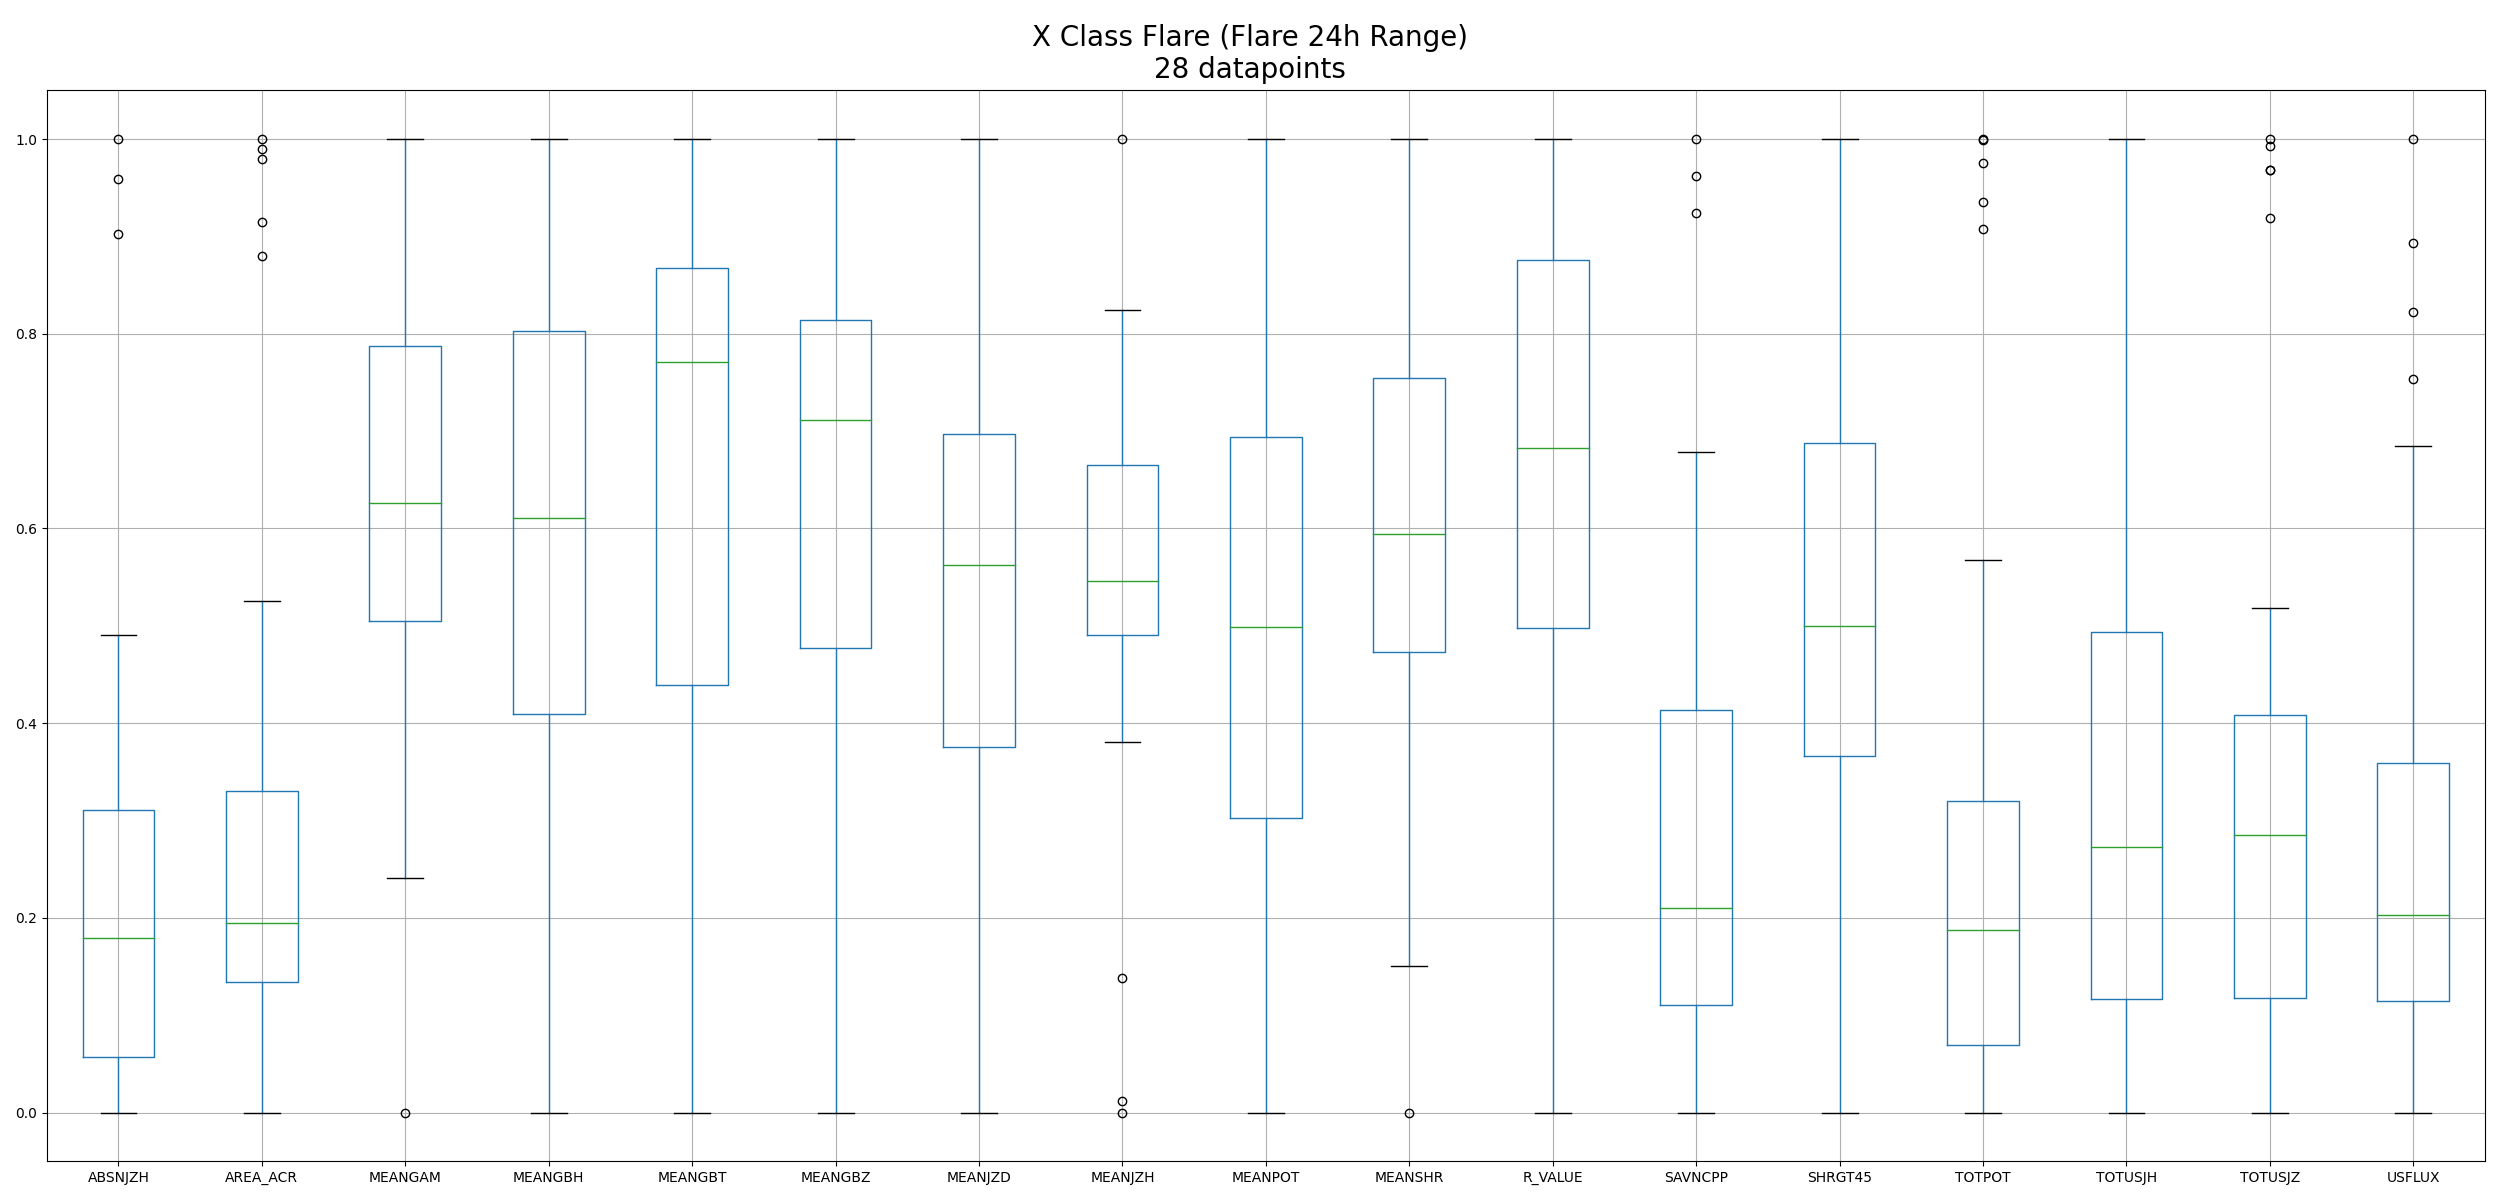 X Class Flare (Flare 24h Range)
28 datapoints
1.0
0.8
0.6
0.4
0.2
0.0
ABSNJZH AREA_ACR MEANGAM MEANGBH MEANGBT MEANGBZ MEANJZD MEANJZH MEANPOT MEANSHR R_VALUE SAVNCPP SHRGT45 TOTPOT TOTUSJH TOTUSJZ USFLUX